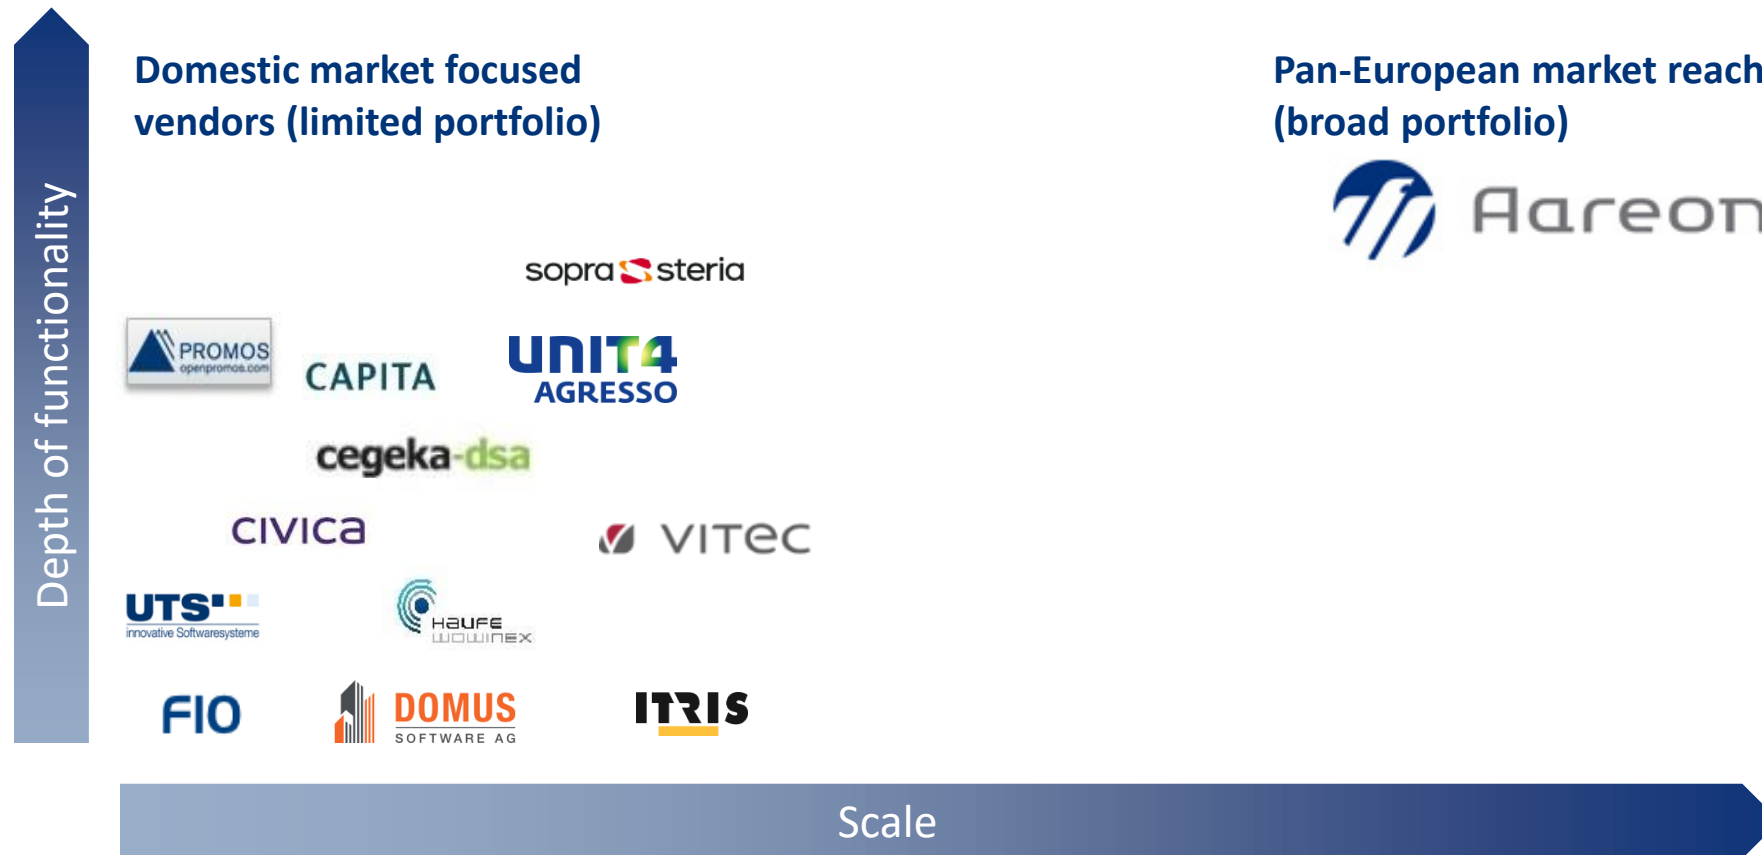 Domestic market focused
vendors (limited portfolio)
Pan-European market reach
(broad portfolio)
Aareon
sopra steria
PROMOS
openpromos.com
CAPITA
UNIT4
AGRESSO
cegeka-dsa
CIVICA
VITEC
UTS
innovative Softwaresysteme
HAUFE
WOWINEX
FIO
DOMUS
SOFTWARE AG
ITRIS
Depth of functionality
Scale